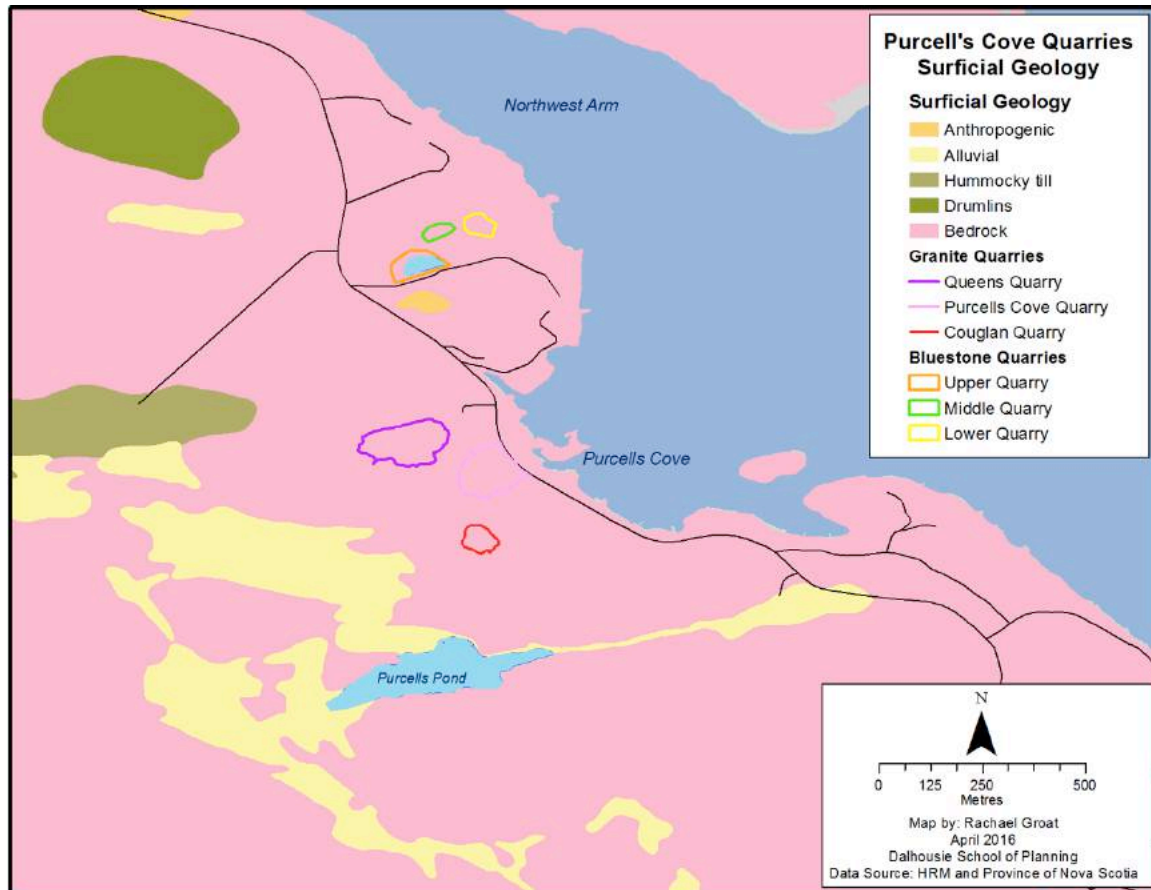 Purcell's Cove Quarries
Surficial Geology
Surficial Geology
Anthropogenic
Alluvial
Hummocky till
Drumlins
Bedrock
Granite Quarries
Queens Quarry
Purcells Cove Quarry
Couglan Quarry
Bluestone Quarries
Upper Quarry
Middle Quarry
Lower Quarry
Northwest Arm
Purcells Cove
Purcells Pond
N
0 125 250 500
Metres
Map by: Rachael Groat
April 2016
Dalhousie School of Planning
Data Source: HRM and Province of Nova Scotia